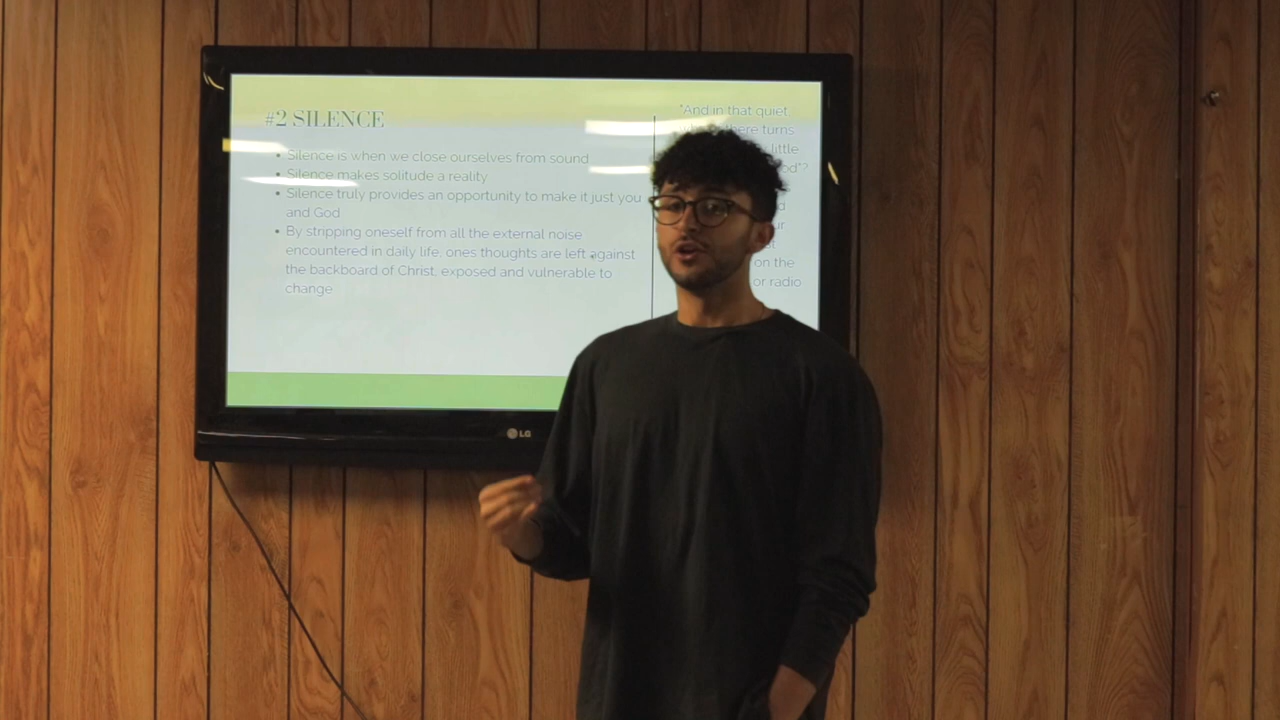 #2 SILENCE
Silence is when we close ourselves from sound
Silence makes solitude a reality
Silence truly provides an opportunity to make it just you
and God
By stripping oneself from all the external noise
encountered in daily life, ones thoughts are left against
the backboard of Christ, exposed and vulnerable to
change
"And in that quiet,
there turns
little
on the
or radio
LG